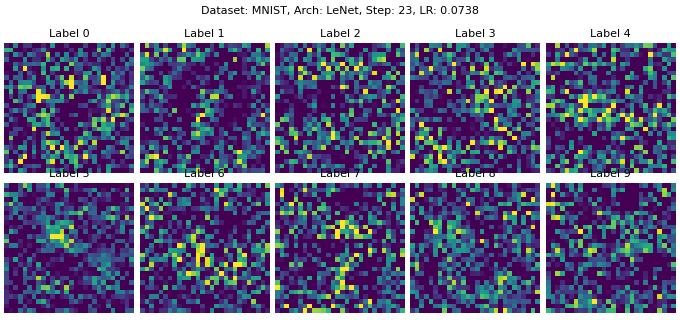 Dataset: MNIST, Arch: LeNet, Step: 23, LR: 0.0738
Label 0 Label 1 Label 2 Label 3 Label 4
Label 5 Label 6 Label 7 Label 8 Label 9